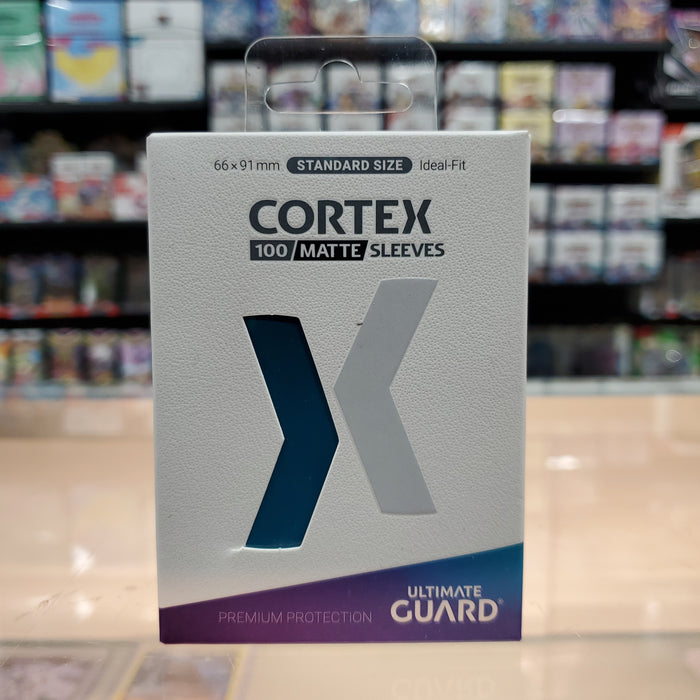 66×91mm STANDARD SIZE Ideal-Fit
CORTEX
100/MATTE/SLEEVES
PREMIUM PROTECTION
ULTIMATE
GUARD®